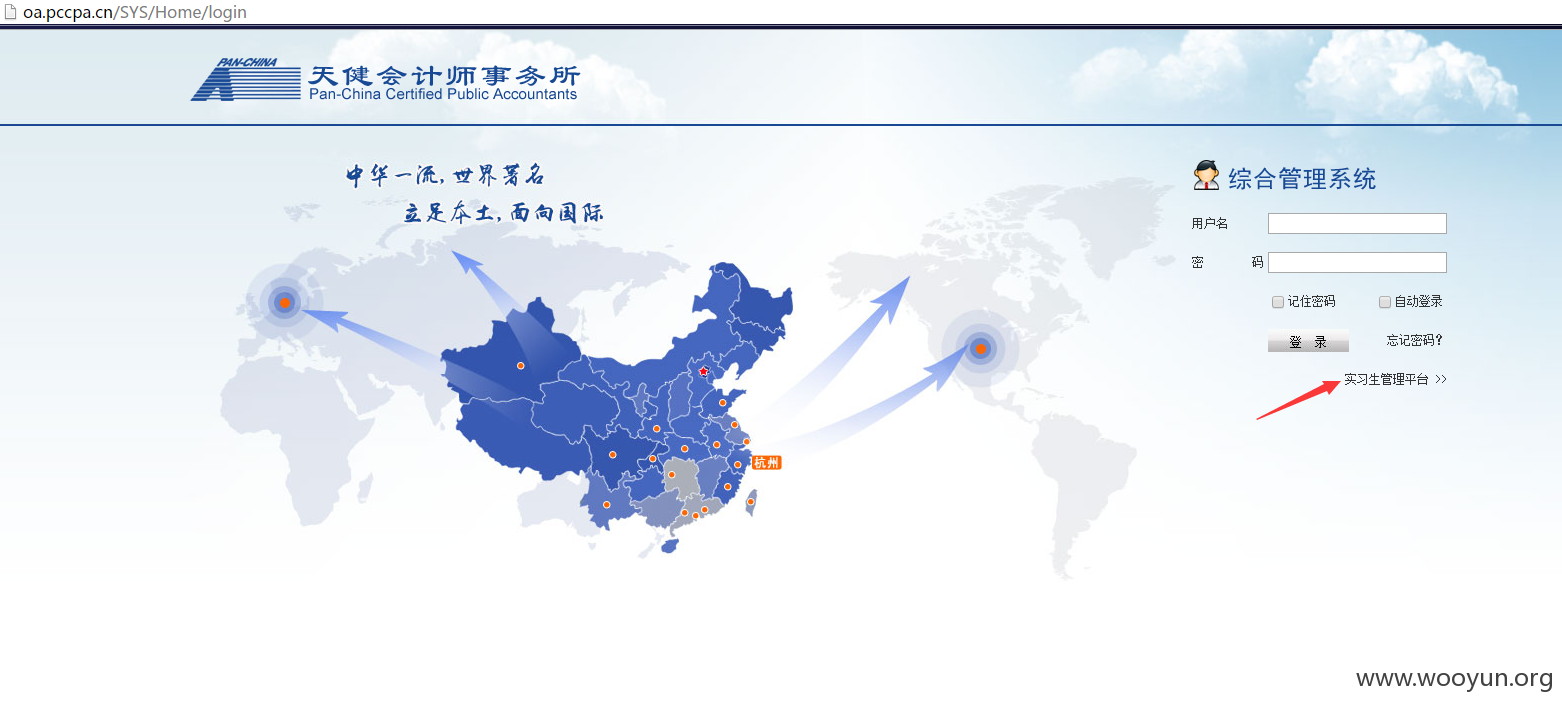 oa.pccpa.cn/SYS/Home/login
PAN-CHINA
天健会计师事务所
Pan-China Certified Public Accountants
中华一流,世界著名
立足本土,面向国际
综合管理系统
用户名
密 码
记住密码 自动登录
登 录 忘记密码?
实习生管理平台 >>
杭州
www.wooyun.org